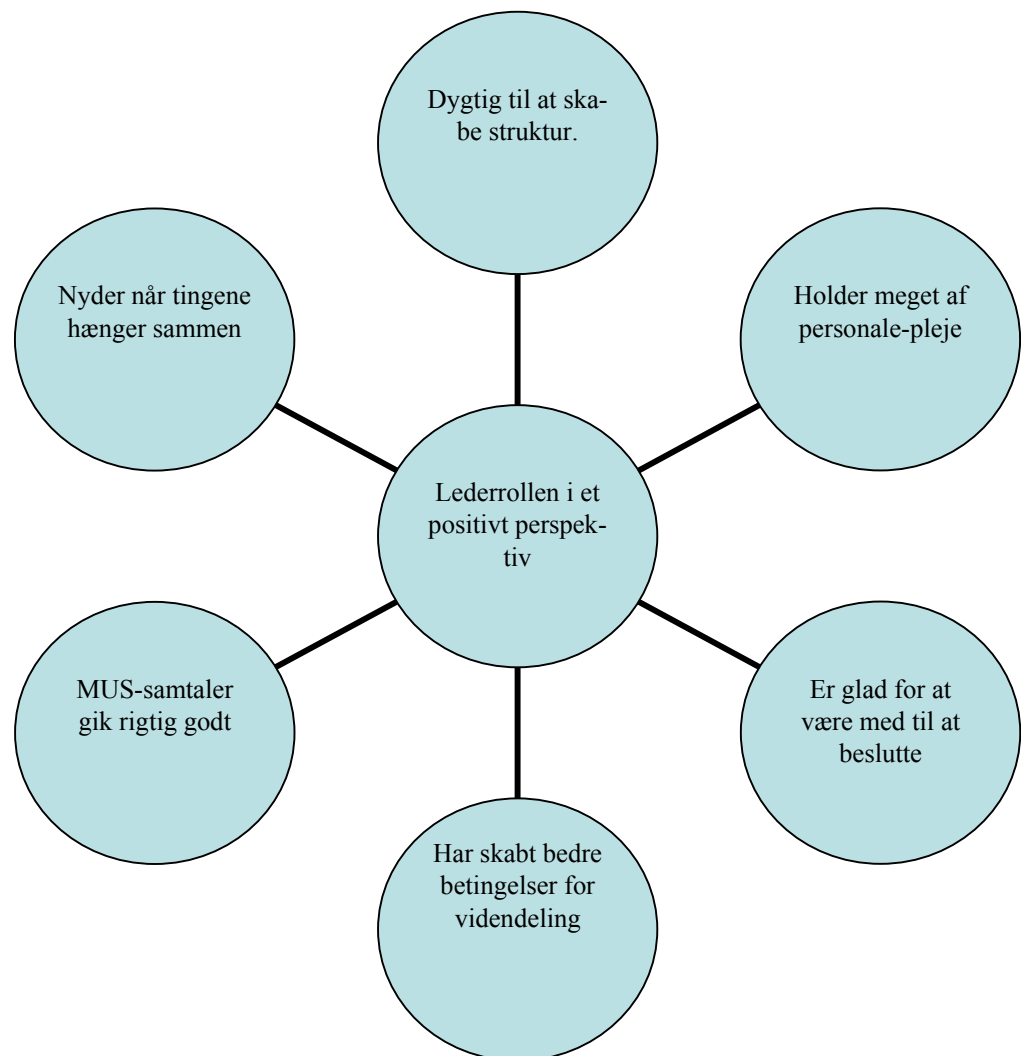 Dygtig til at ska-
be struktur.
Nyder når tingene
hænger sammen
Holder meget af
personale-pleje
Lederrollen i et
positivt perspek-
tiv
MUS-samtaler
gik rigtig godt
Er glad for at
være med til at
beslutte
Har skabt bedre
betingelser for
videndeling